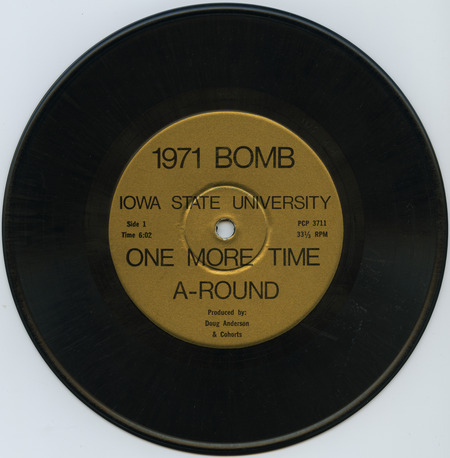 1971 BOMB
IOWA STATE UNIVERSITY
Side 1 PCP 3711
Time 6:02 33⅓ RPM
ONE MORE TIME
A-ROUND
Produced by:
Doug Anderson
& Cohorts